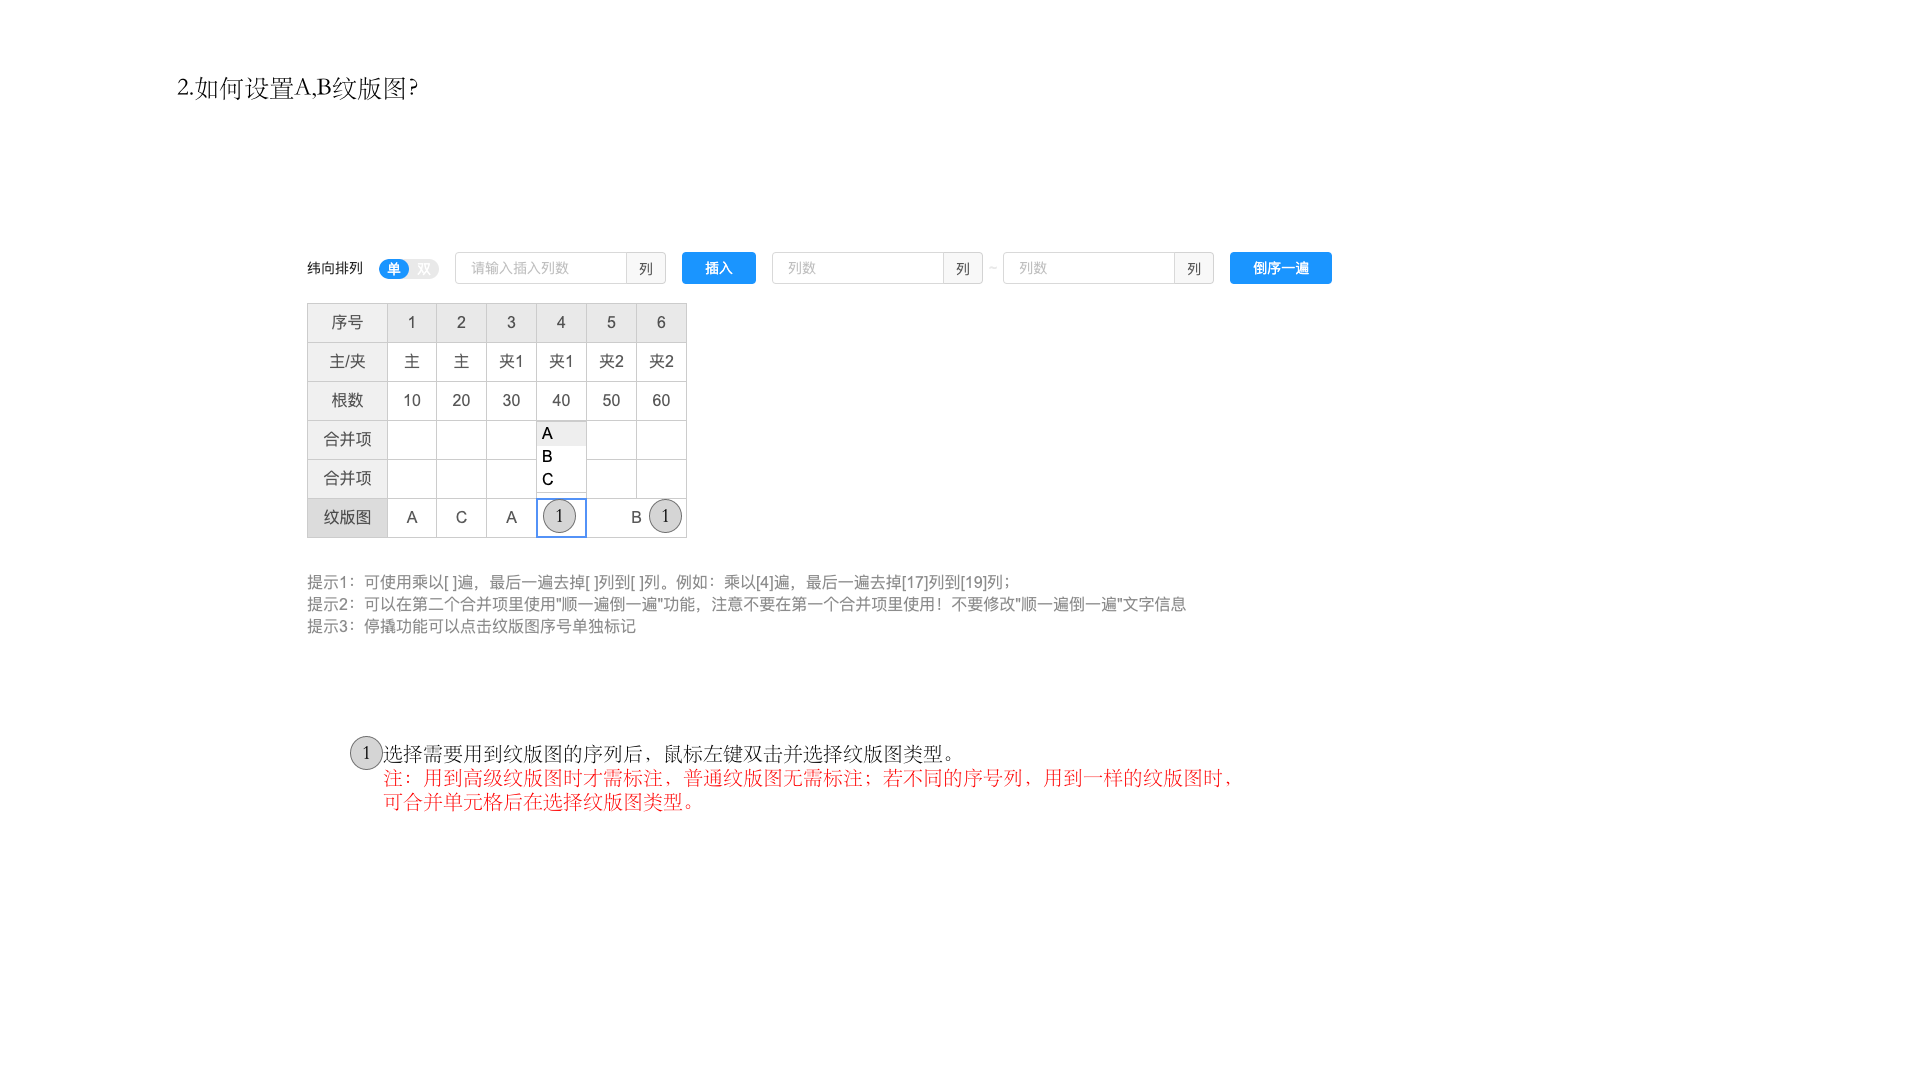 2.如何设置A,B纹版图?
纬向排列 单 双 请输入插入列数 列 插入 列数 列 ~ 列数 列 倒序一遍
序号 1 2 3 4 5 6
主/夹 主 主 夹1 夹1 夹2 夹2
根数 10 20 30 40 50 60
合并项
A
B
合并项
C
纹版图 A C A 1 B 1
提示1：可使用乘以[ ]遍，最后一遍去掉[ ]列到[ ]列。例如：乘以[4]遍，最后一遍去掉[17]列到[19]列；
提示2：可以在第二个合并项里使用"顺一遍倒一遍"功能，注意不要在第一个合并项里使用！不要修改"顺一遍倒一遍"文字信息
提示3：停撬功能可以点击纹版图序号单独标记
1 选择需要用到纹版图的序列后，鼠标左键双击并选择纹版图类型。
注：用到高级纹版图时才需标注，普通纹版图无需标注；若不同的序号列，用到一样的纹版图时，
可合并单元格后在选择纹版图类型。